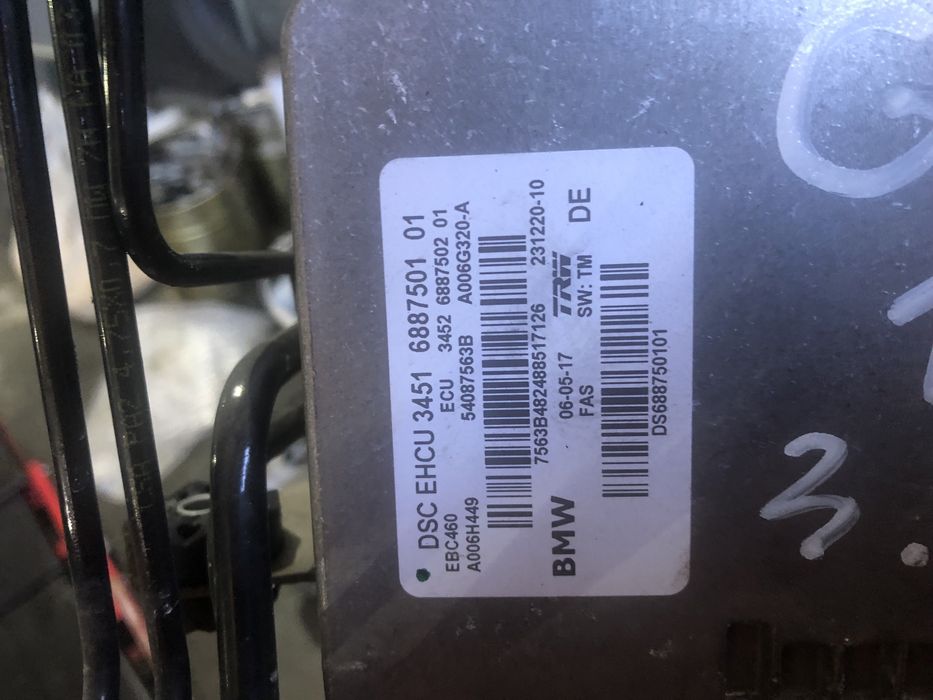 DSC EHCU 3451 6887501 01
EBC460 ECU 3452 6887502 01
A006H449 54087563B A006G320-A
7563B482488517126 231220-10
BMW 06-05-17 TRW
FAS SW: TM DE
DS688750101
3